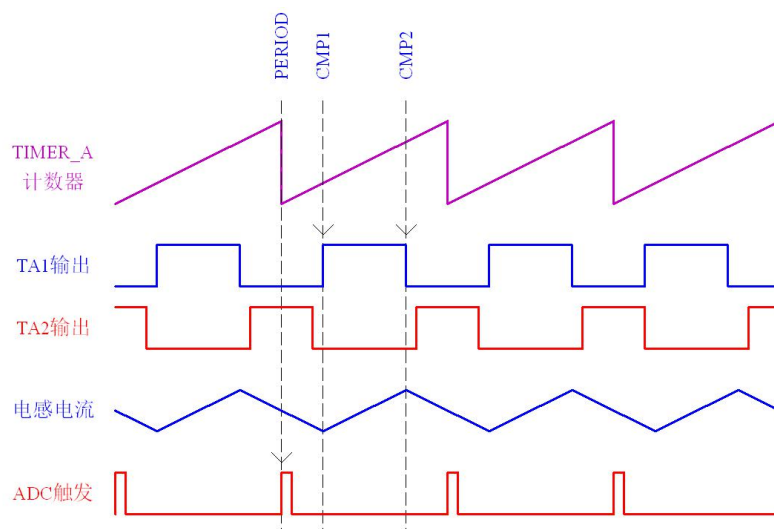 PERIOD
CMP1
CMP2
TIMER_A
计数器
TA1输出
TA2输出
电感电流
ADC触发